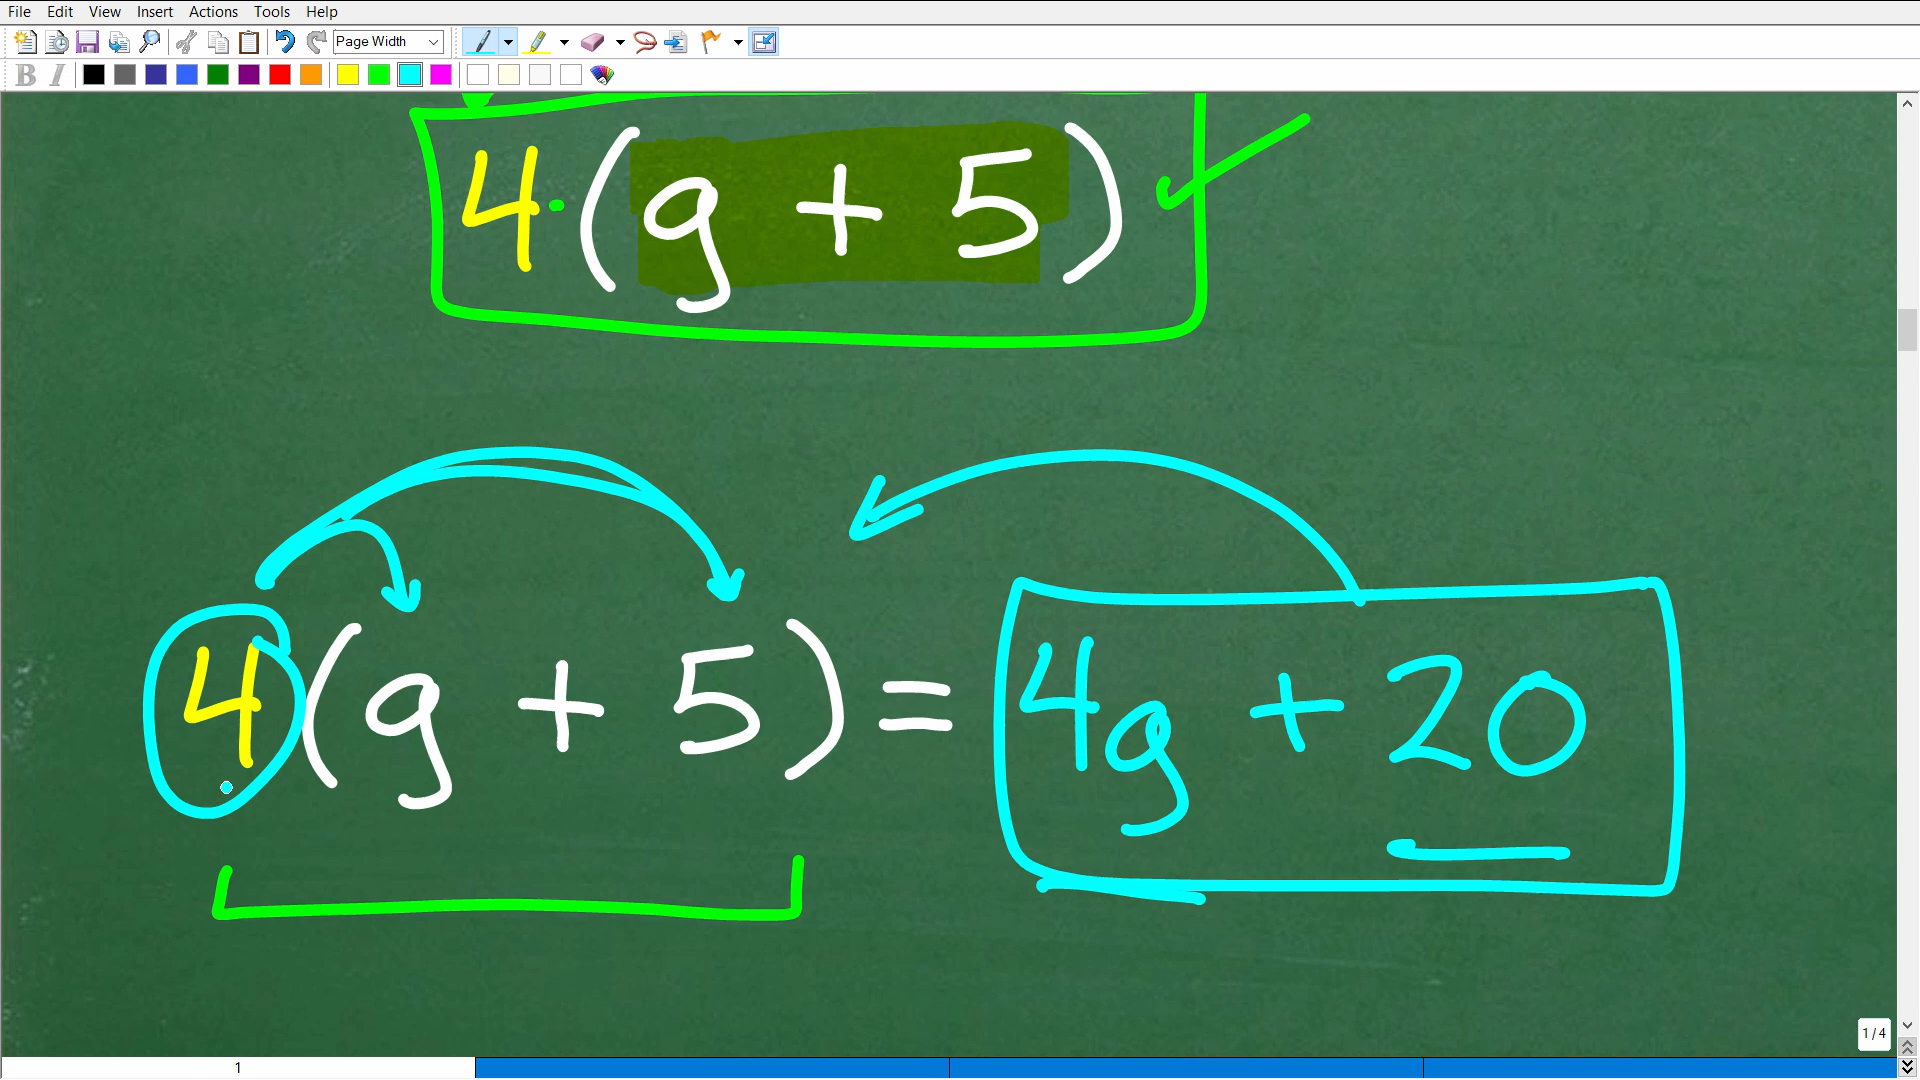 File Edit View Insert Actions Tools Help
Page Width
B I
4·(g + 5)
4(g + 5) = 4g + 20
1 / 4
1